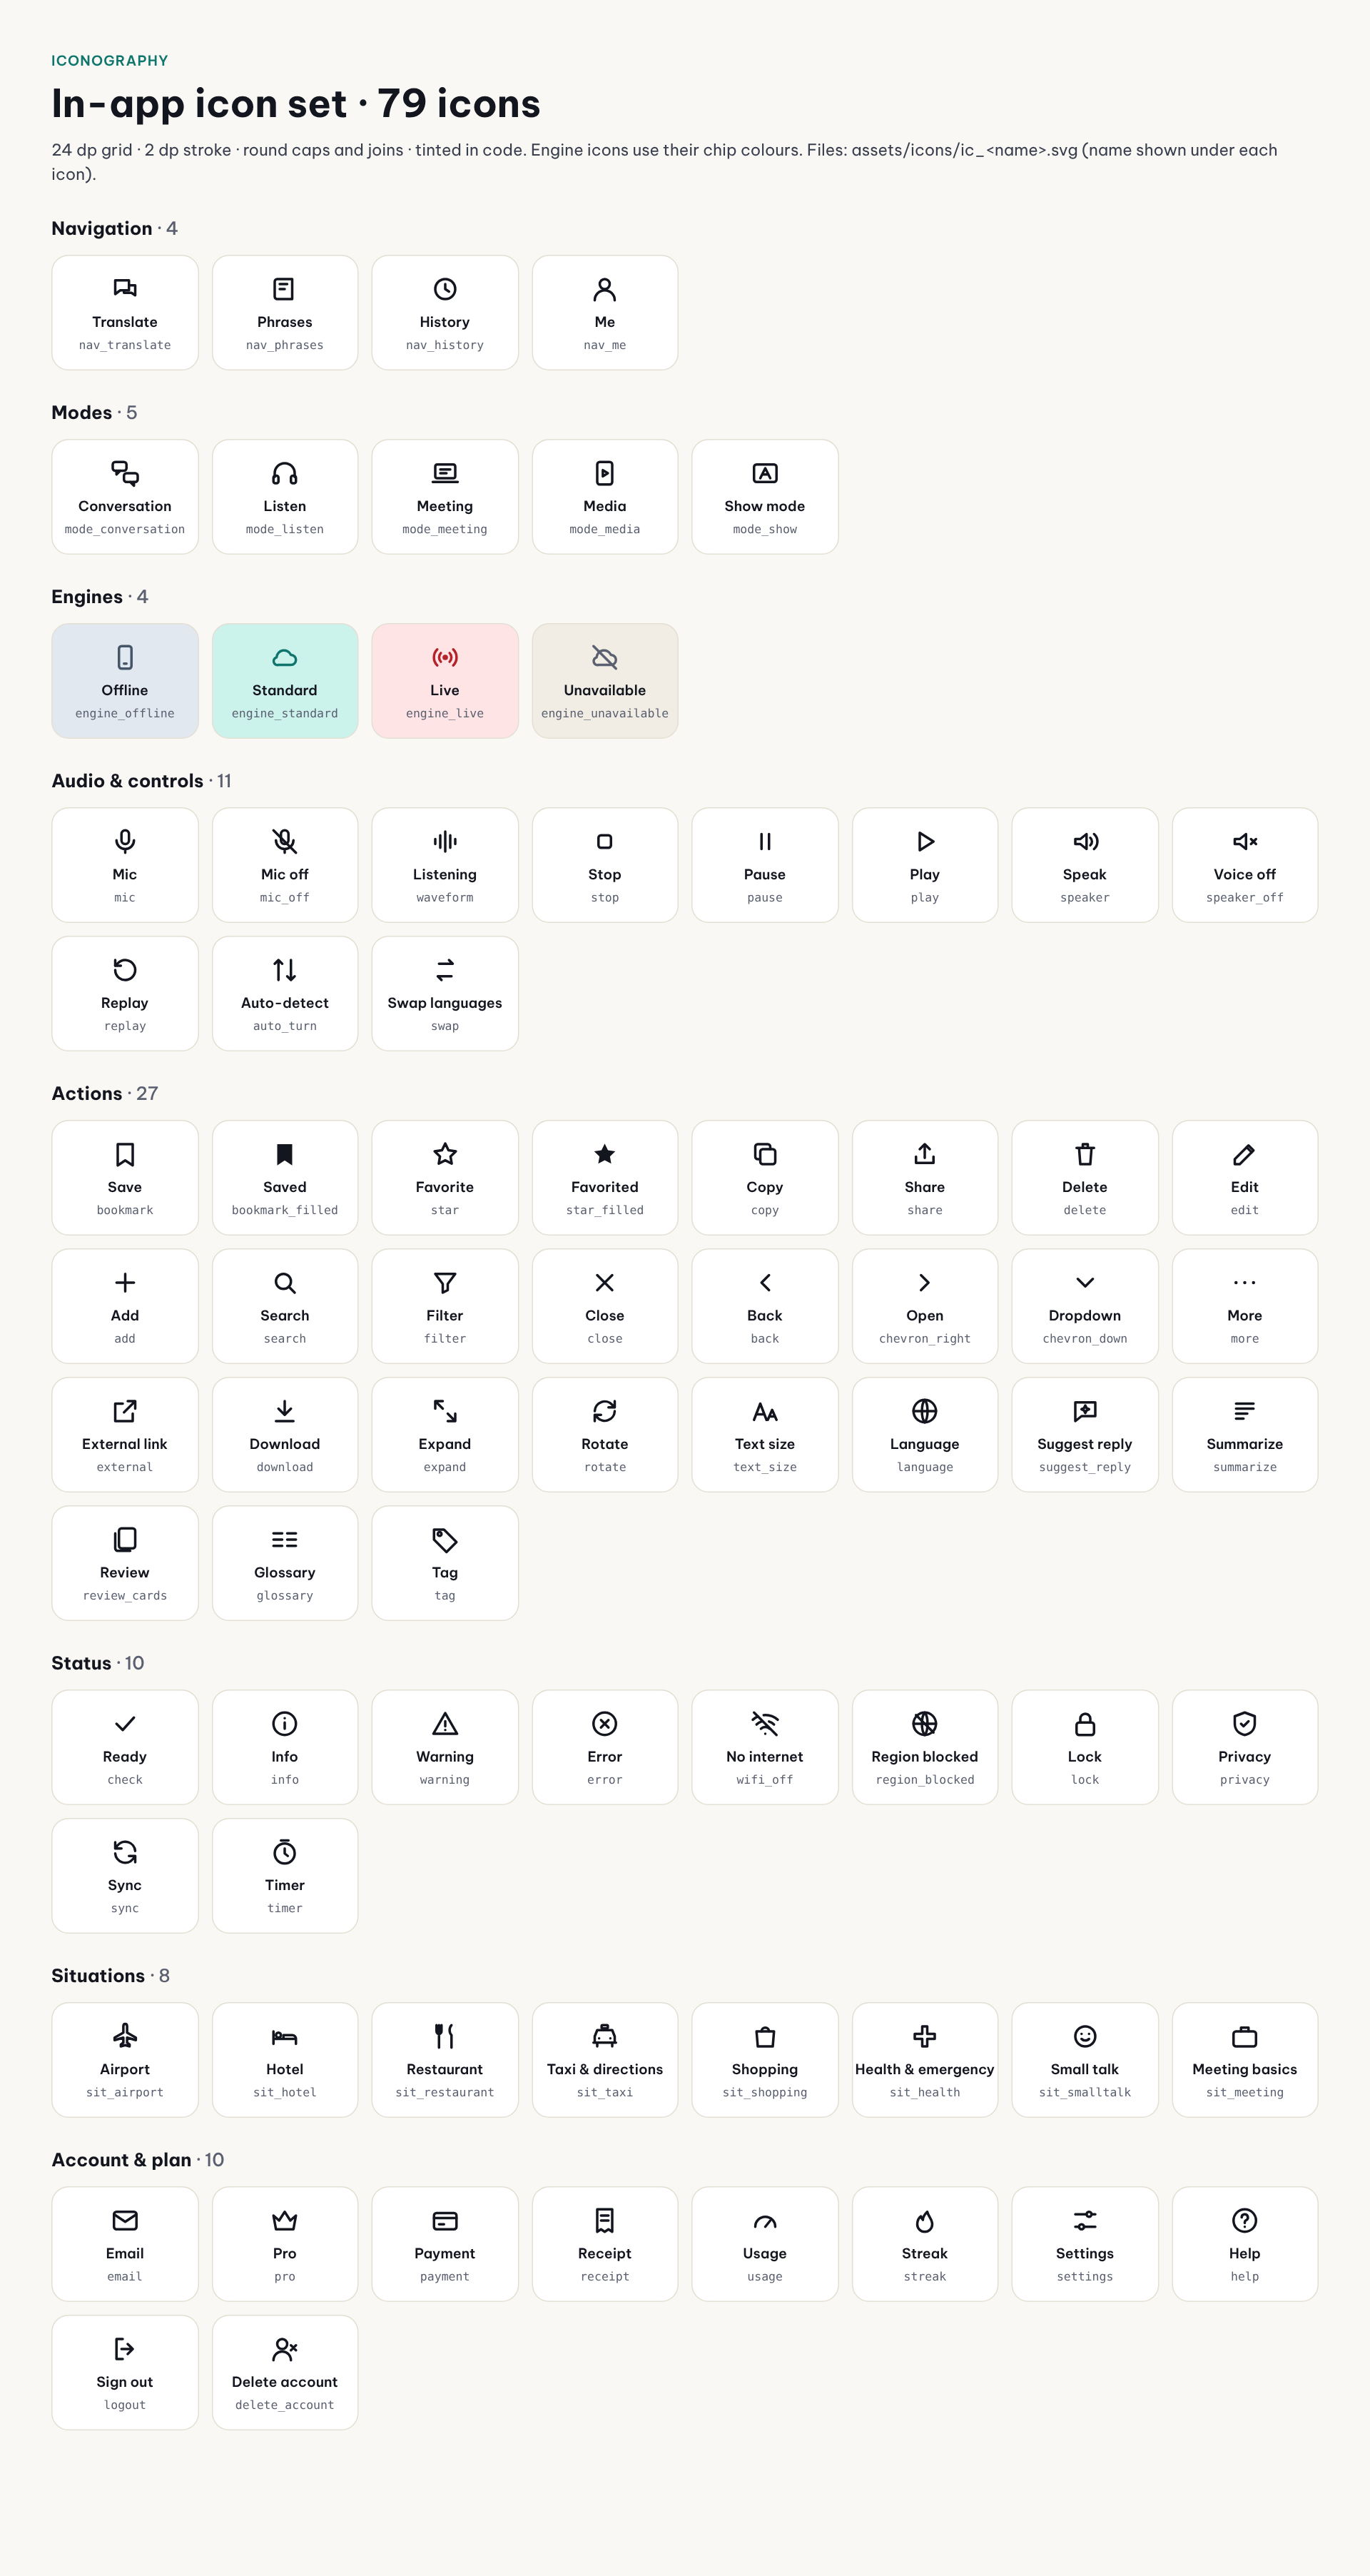 ICONOGRAPHY
In-app icon set · 79 icons
24 dp grid · 2 dp stroke · round caps and joins · tinted in code. Engine icons use their chip colours. Files: assets/icons/ic_<name>.svg (name shown under each
icon).
Navigation · 4
Translate Phrases History Me
nav_translate nav_phrases nav_history nav_me
Modes · 5
Conversation Listen Meeting Media Show mode
mode_conversation mode_listen mode_meeting mode_media mode_show
Engines · 4
Offline Standard Live Unavailable
engine_offline engine_standard engine_live engine_unavailable
Audio & controls · 11
Mic Mic off Listening Stop Pause Play Speak Voice off
mic mic_off waveform stop pause play speaker speaker_off
Replay Auto-detect Swap languages
replay auto_turn swap
Actions · 27
Save Saved Favorite Favorited Copy Share Delete Edit
bookmark bookmark_filled star star_filled copy share delete edit
Add Search Filter Close Back Open Dropdown More
add search filter close back chevron_right chevron_down more
External link Download Expand Rotate Text size Language Suggest reply Summarize
external download expand rotate text_size language suggest_reply summarize
Review Glossary Tag
review_cards glossary tag
Status · 10
Ready Info Warning Error No internet Region blocked Lock Privacy
check info warning error wifi_off region_blocked lock privacy
Sync Timer
sync timer
Situations · 8
Airport Hotel Restaurant Taxi & directions Shopping Health & emergency Small talk Meeting basics
sit_airport sit_hotel sit_restaurant sit_taxi sit_shopping sit_health sit_smalltalk sit_meeting
Account & plan · 10
Email Pro Payment Receipt Usage Streak Settings Help
email pro payment receipt usage streak settings help
Sign out Delete account
logout delete_account